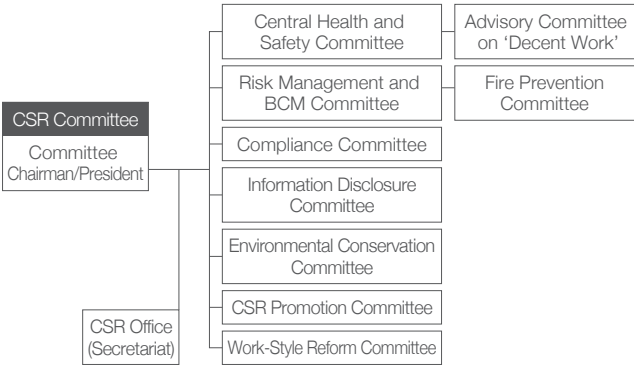 CSR Committee
Committee
Chairman/President
CSR Office
(Secretariat)
Central Health and
Safety Committee
Advisory Committee
on ‘Decent Work’
Risk Management and
BCM Committee
Fire Prevention
Committee
Compliance Committee
Information Disclosure
Committee
Environmental Conservation
Committee
CSR Promotion Committee
Work-Style Reform Committee